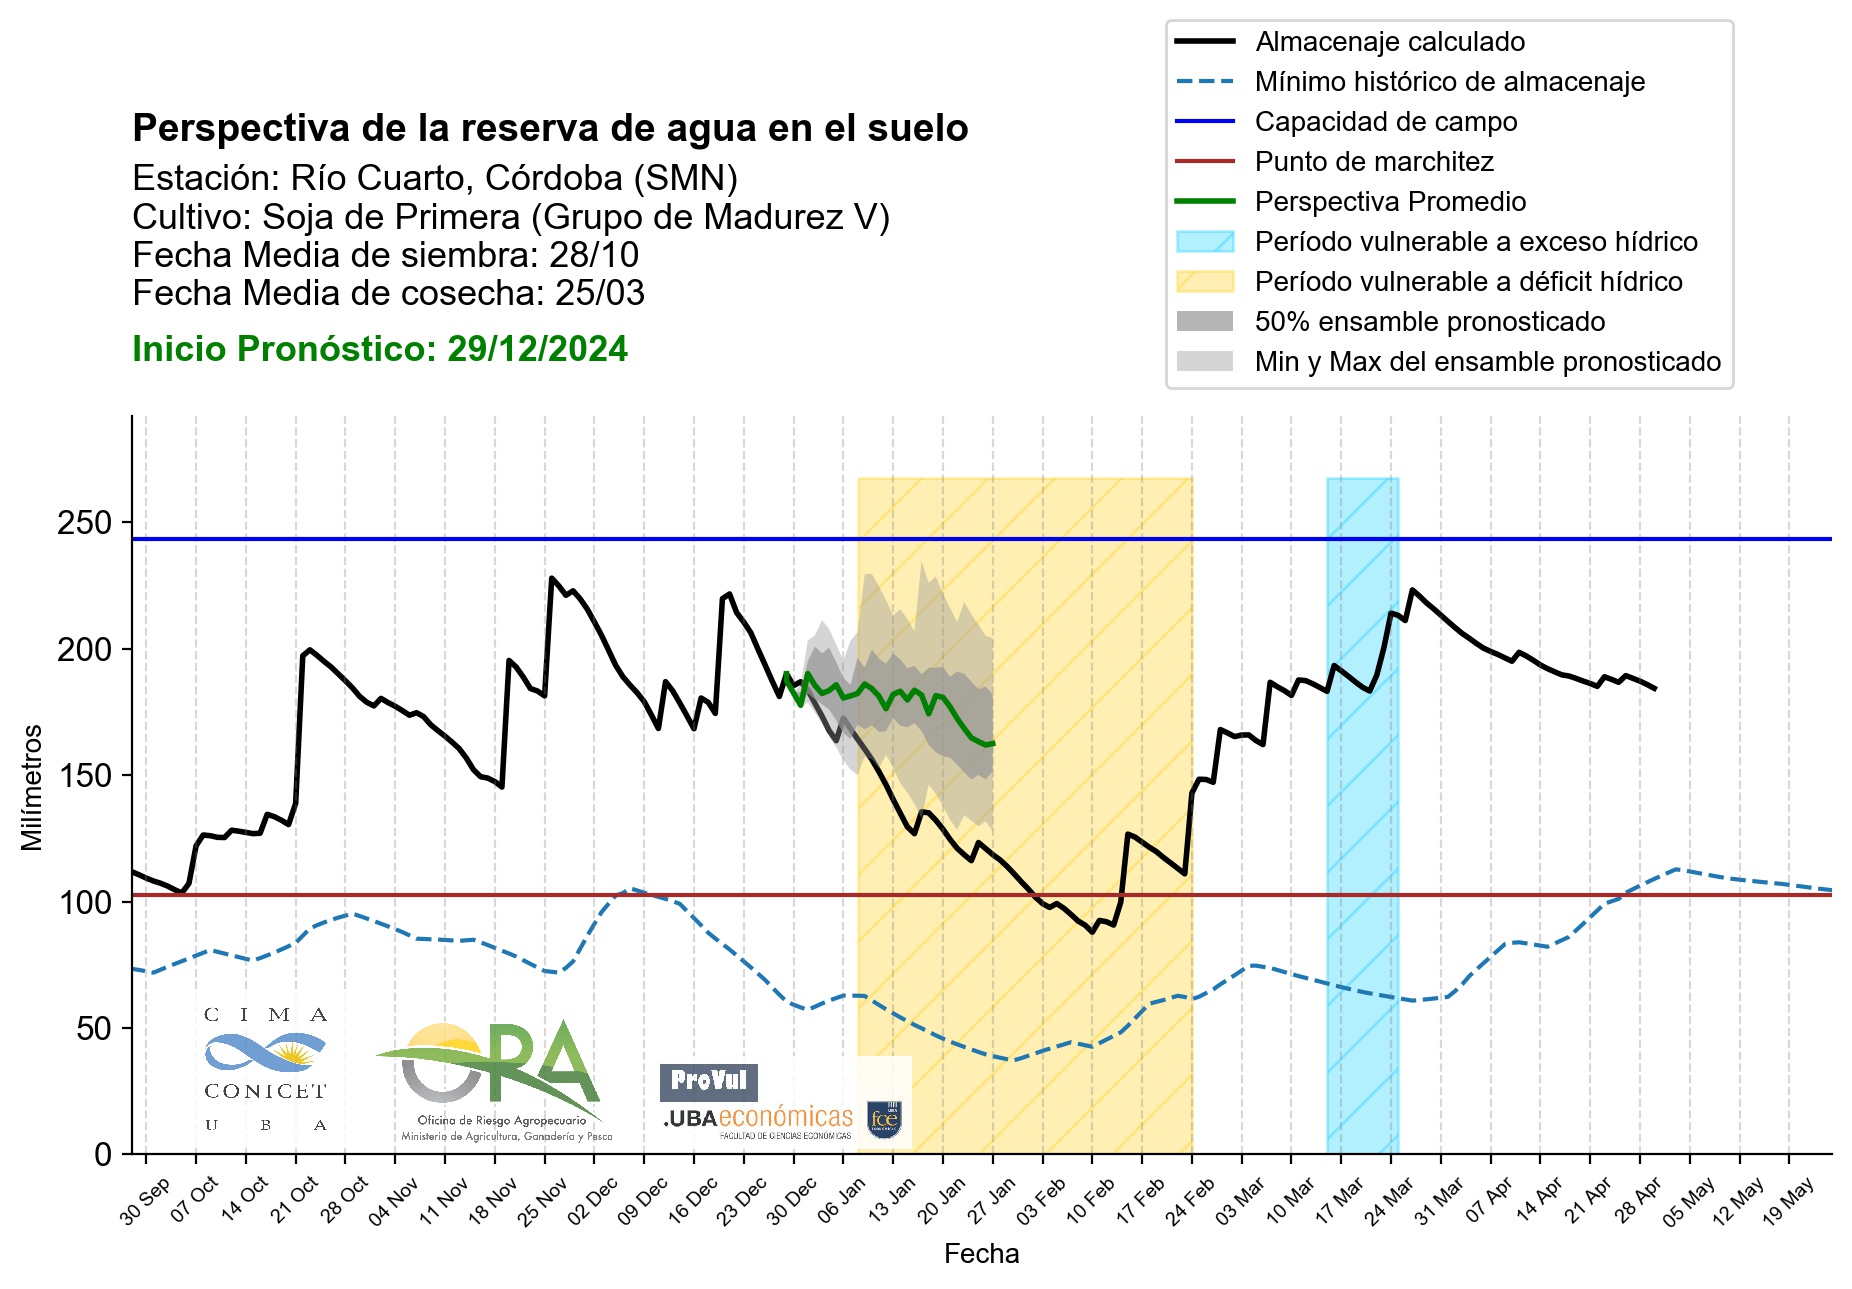 Almacenaje calculado
Mínimo histórico de almacenaje
Capacidad de campo
Punto de marchitez
Perspectiva Promedio
Período vulnerable a exceso hídrico
Período vulnerable a déficit hídrico
50% ensamble pronosticado
Min y Max del ensamble pronosticado
Perspectiva de la reserva de agua en el suelo
Estación: Río Cuarto, Córdoba (SMN)
Cultivo: Soja de Primera (Grupo de Madurez V)
Fecha Media de siembra: 28/10
Fecha Media de cosecha: 25/03
Inicio Pronóstico: 29/12/2024
250
200
150
100
50
0
Milímetros
C I M A
CONICET
U B A
ORA
Oficina de Riesgo Agropecuario
Ministerio de Agricultura, Ganadería y Pesca
ProVul
.UBAeconómicas
FACULTAD DE CIENCIAS ECONÓMICAS
UBA
fce
ECONÓMICAS
30 Sep
07 Oct
14 Oct
21 Oct
28 Oct
04 Nov
11 Nov
18 Nov
25 Nov
02 Dec
09 Dec
16 Dec
23 Dec
30 Dec
06 Jan
13 Jan
20 Jan
27 Jan
03 Feb
10 Feb
17 Feb
24 Feb
03 Mar
10 Mar
17 Mar
24 Mar
31 Mar
07 Apr
14 Apr
21 Apr
28 Apr
05 May
12 May
19 May
Fecha